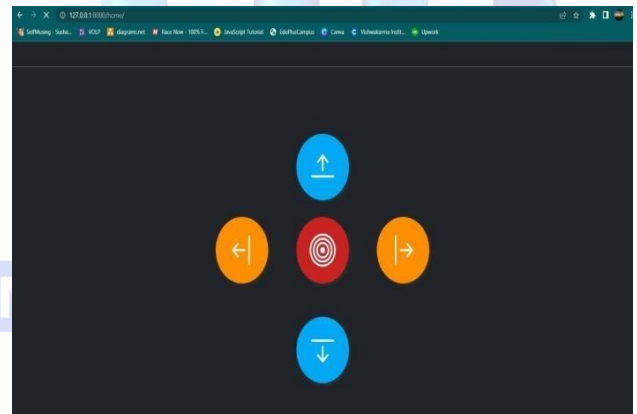 127.0.0.1:8000/home/
SelfMusing - Sushe... VOLP diagrams.net Race Now - 100% F... JavaScript Tutorial EduPlusCampus Canva Vishwakarma Instit... Upwork